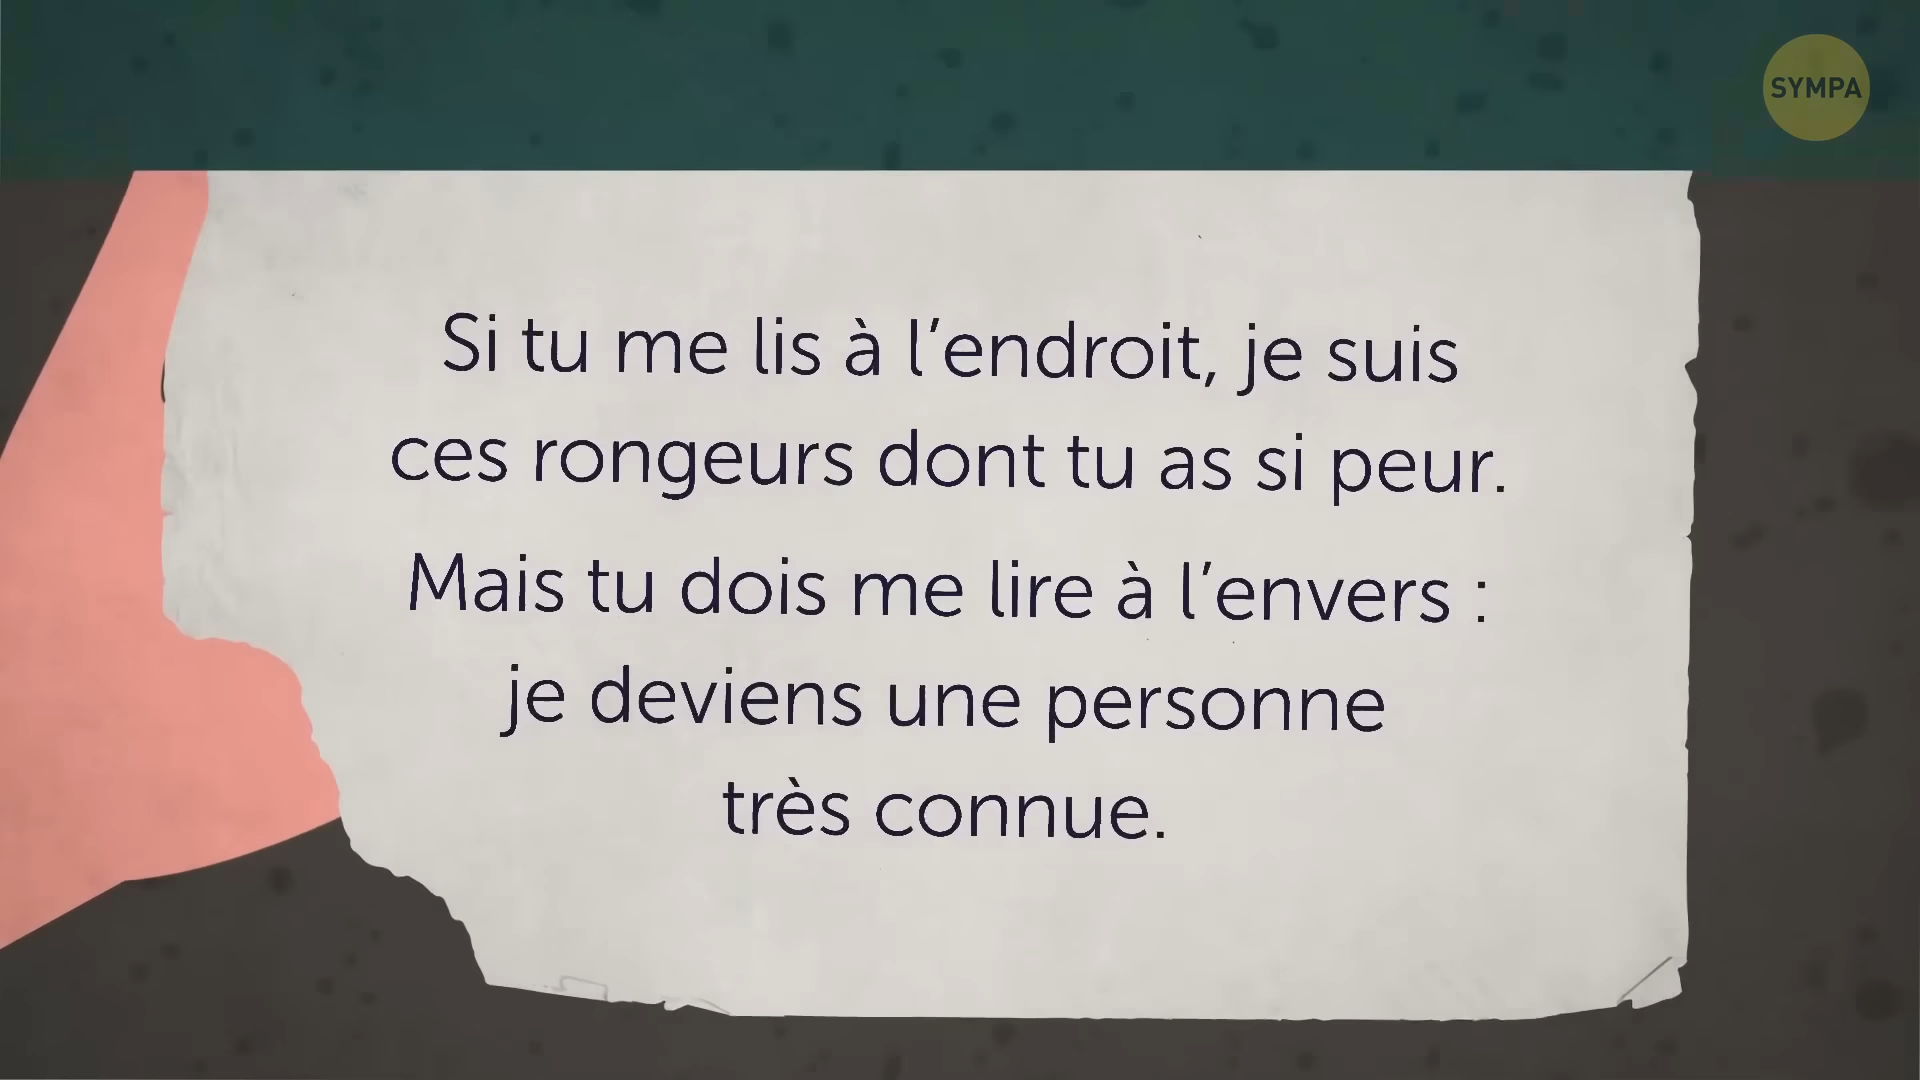 SYMPA
Si tu me lis à l’endroit, je suis
ces rongeurs dont tu as si peur.
Mais tu dois me lire à l’envers :
je deviens une personne
très connue.